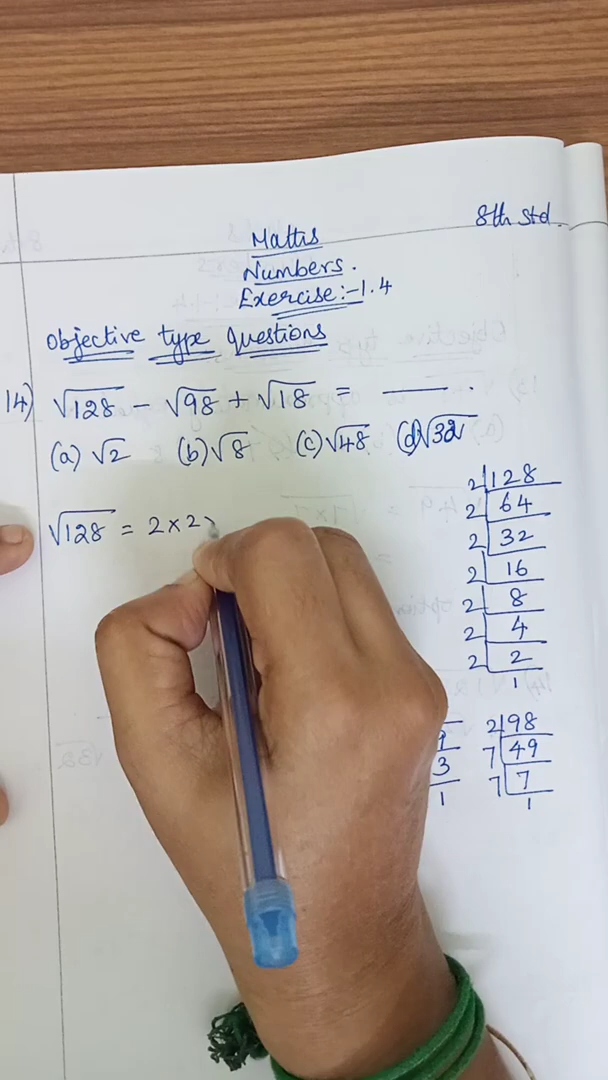 8th Std.
Maths
Numbers.
Exercise:-1.4
Objective type Questions
14) √128 - √98 + √18 = ____.
(a) √2 (b) √8 (c) √48 (d) √32
√128 = 2×2×
2 128
2 64
2 32
2 16
2 8
2 4
2 2
1
9
3
1
2 98
7 49
7 7
1